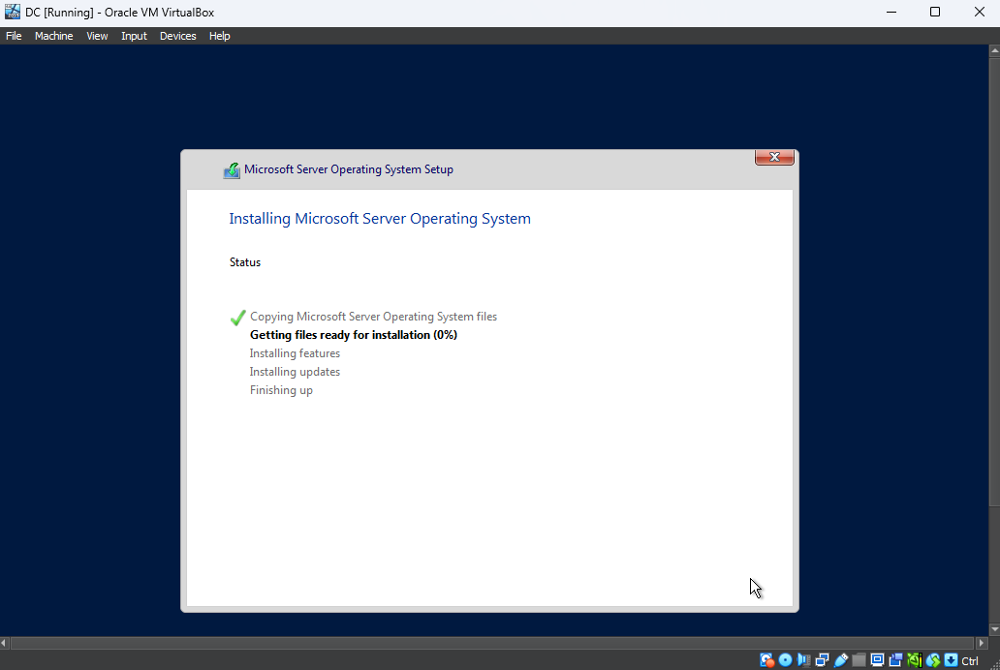 DC [Running] - Oracle VM VirtualBox
File Machine View Input Devices Help
Microsoft Server Operating System Setup
Installing Microsoft Server Operating System
Status
Copying Microsoft Server Operating System files
Getting files ready for installation (0%)
Installing features
Installing updates
Finishing up
Ctrl